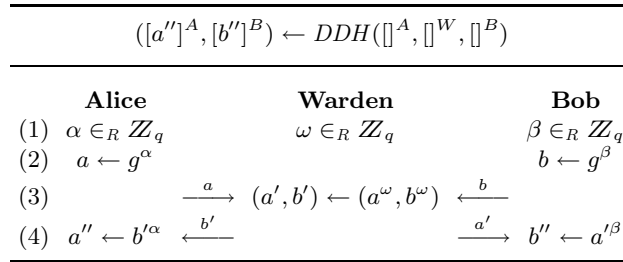 ([a″]^A, [b″]^B) ← DDH([]^A, []^W, []^B)
Alice Warden Bob
(1) α ∈_R ℤ_q ω ∈_R ℤ_q β ∈_R ℤ_q
(2) a ← g^α b ← g^β
(3) —a→ (a′, b′) ← (a^ω, b^ω) ←b—
(4) a″ ← b′^α ←b′— —a′→ b″ ← a′^β